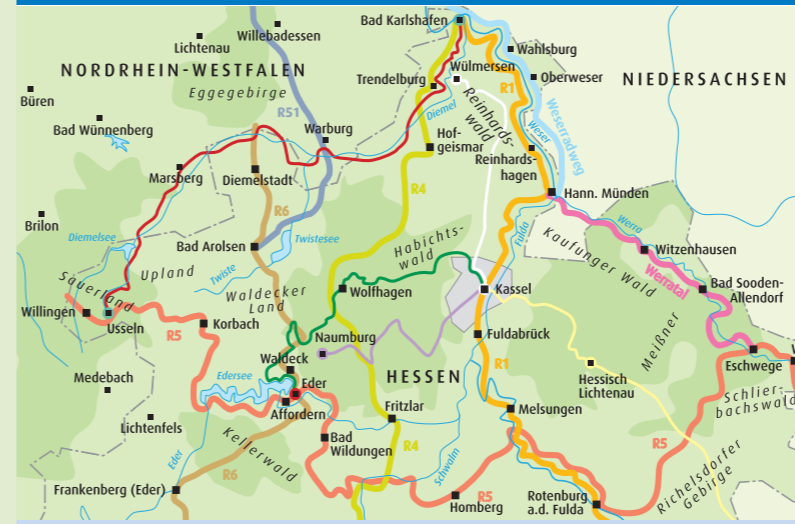 Bad Karlshafen
Willebadessen
Lichtenau
Wahlsburg
NORDRHEIN-WESTFALEN
Wülmersen
Oberweser
NIEDERSACHSEN
Eggegebirge
Trendelburg
R1
Büren
R51
Diemel
Reinhards-
wald
Weserradweg
Bad Wünnenberg
Warburg
Hof-
geismar
Weser
Reinhards-
hagen
Marsberg
Diemelstadt
R4
Hann. Münden
R6
Brilon
Diemelsee
Bad Arolsen
Twistesee
Habichts-
wald
Fulda
Werra
Kaufunger Wald
Witzenhausen
Upland
Twiste
Sauerland
Waldecker
Land
Wolfhagen
Kassel
Werratal
Bad Sooden-
Allendorf
Willingen
Usseln
R5
Korbach
Naumburg
Fuldabrück
Meißner
Waldeck
Eschwege
Edersee
Eder
HESSEN
R1
Hessisch
Lichtenau
Medebach
Affordern
Fritzlar
Melsungen
Schlier-
bachswald
Lichtenfels
Kellerwald
Bad
Wildungen
R4
R5
Eder
R6
Schwalm
Richelsdorfer
Gebirge
Frankenberg (Eder)
R5
Homberg
Rotenburg
a.d. Fulda